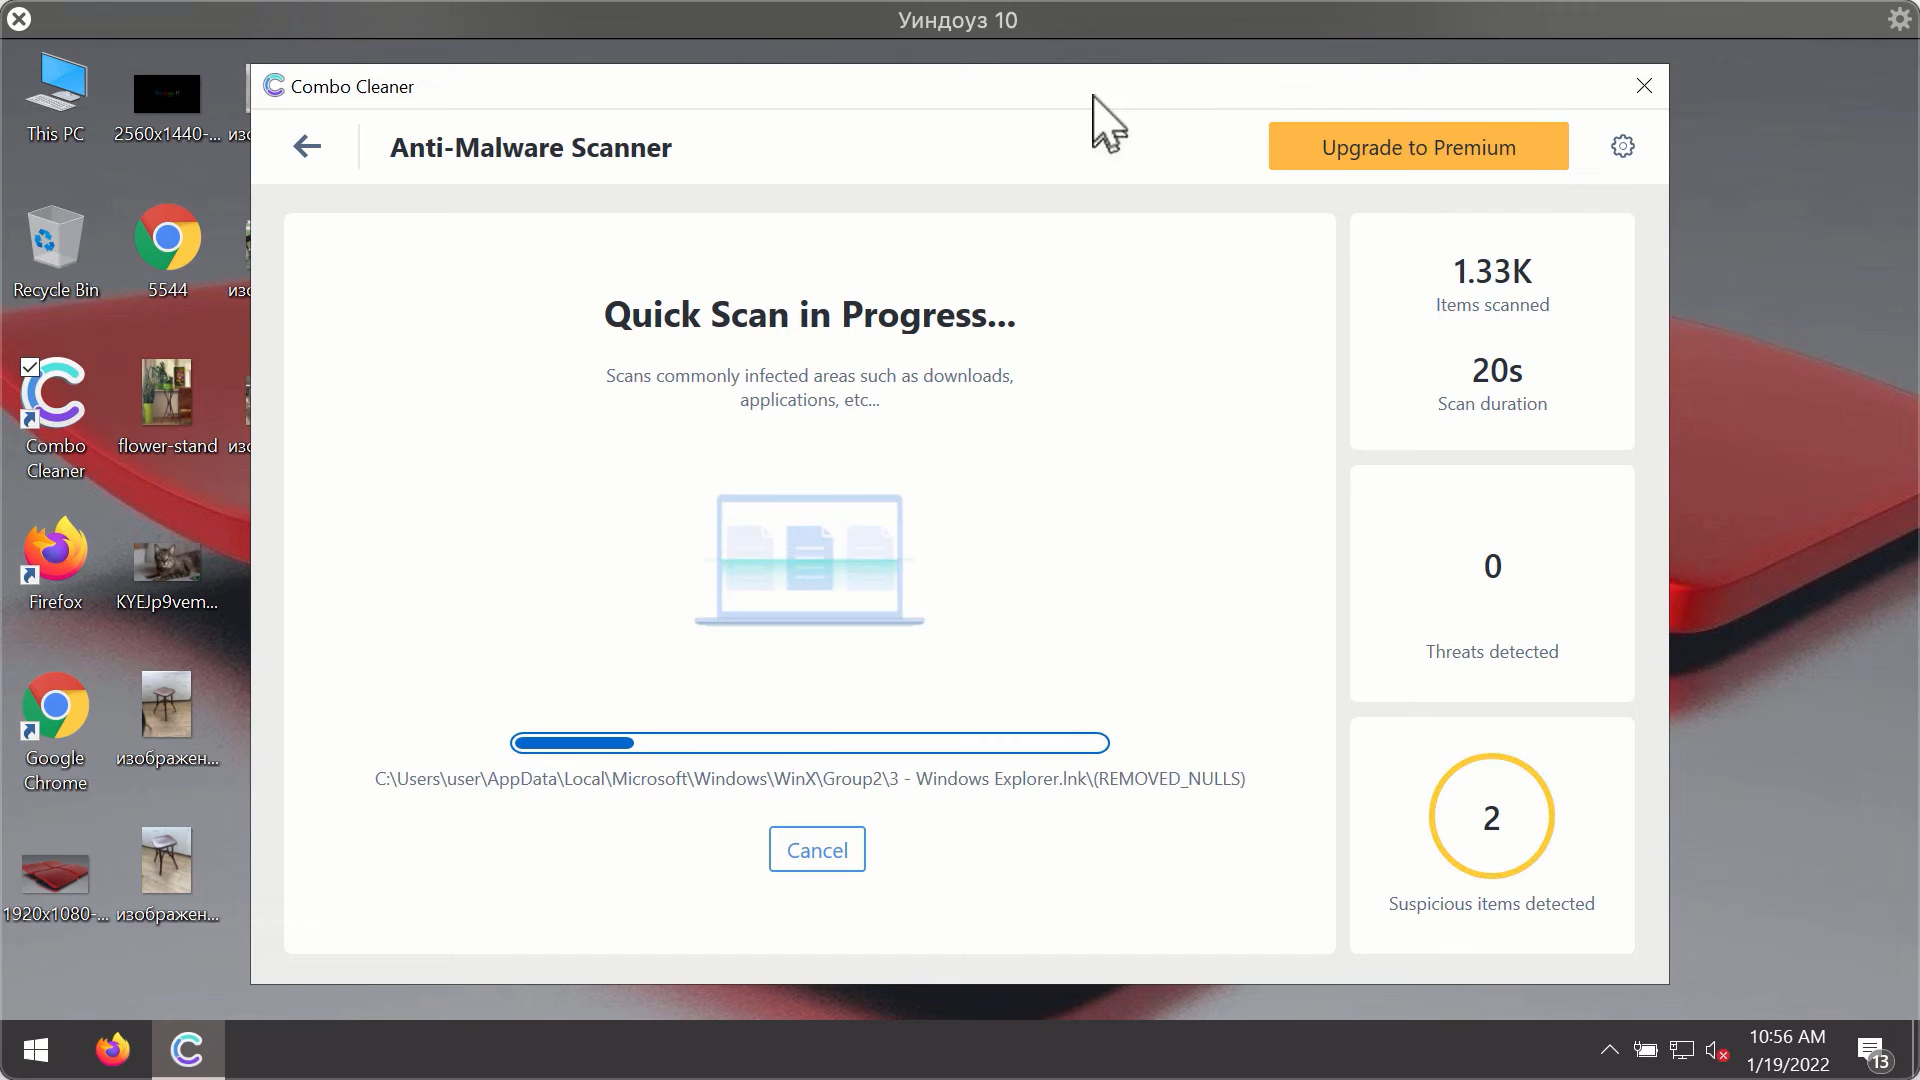 Уиндоуз 10
This PC
2560x1440-...
изс
Recycle Bin
5544
изс
Combo
Cleaner
flower-stand
изс
Firefox
KYEJp9vem...
Google
Chrome
изображен...
1920x1080-...
изображен...
Combo Cleaner
Anti-Malware Scanner
Upgrade to Premium
Quick Scan in Progress...
Scans commonly infected areas such as downloads,
applications, etc...
C:\Users\user\AppData\Local\Microsoft\Windows\WinX\Group2\3 - Windows Explorer.lnk\(REMOVED_NULLS)
Cancel
1.33K
Items scanned
20s
Scan duration
0
Threats detected
2
Suspicious items detected
10:56 AM
1/19/2022
13